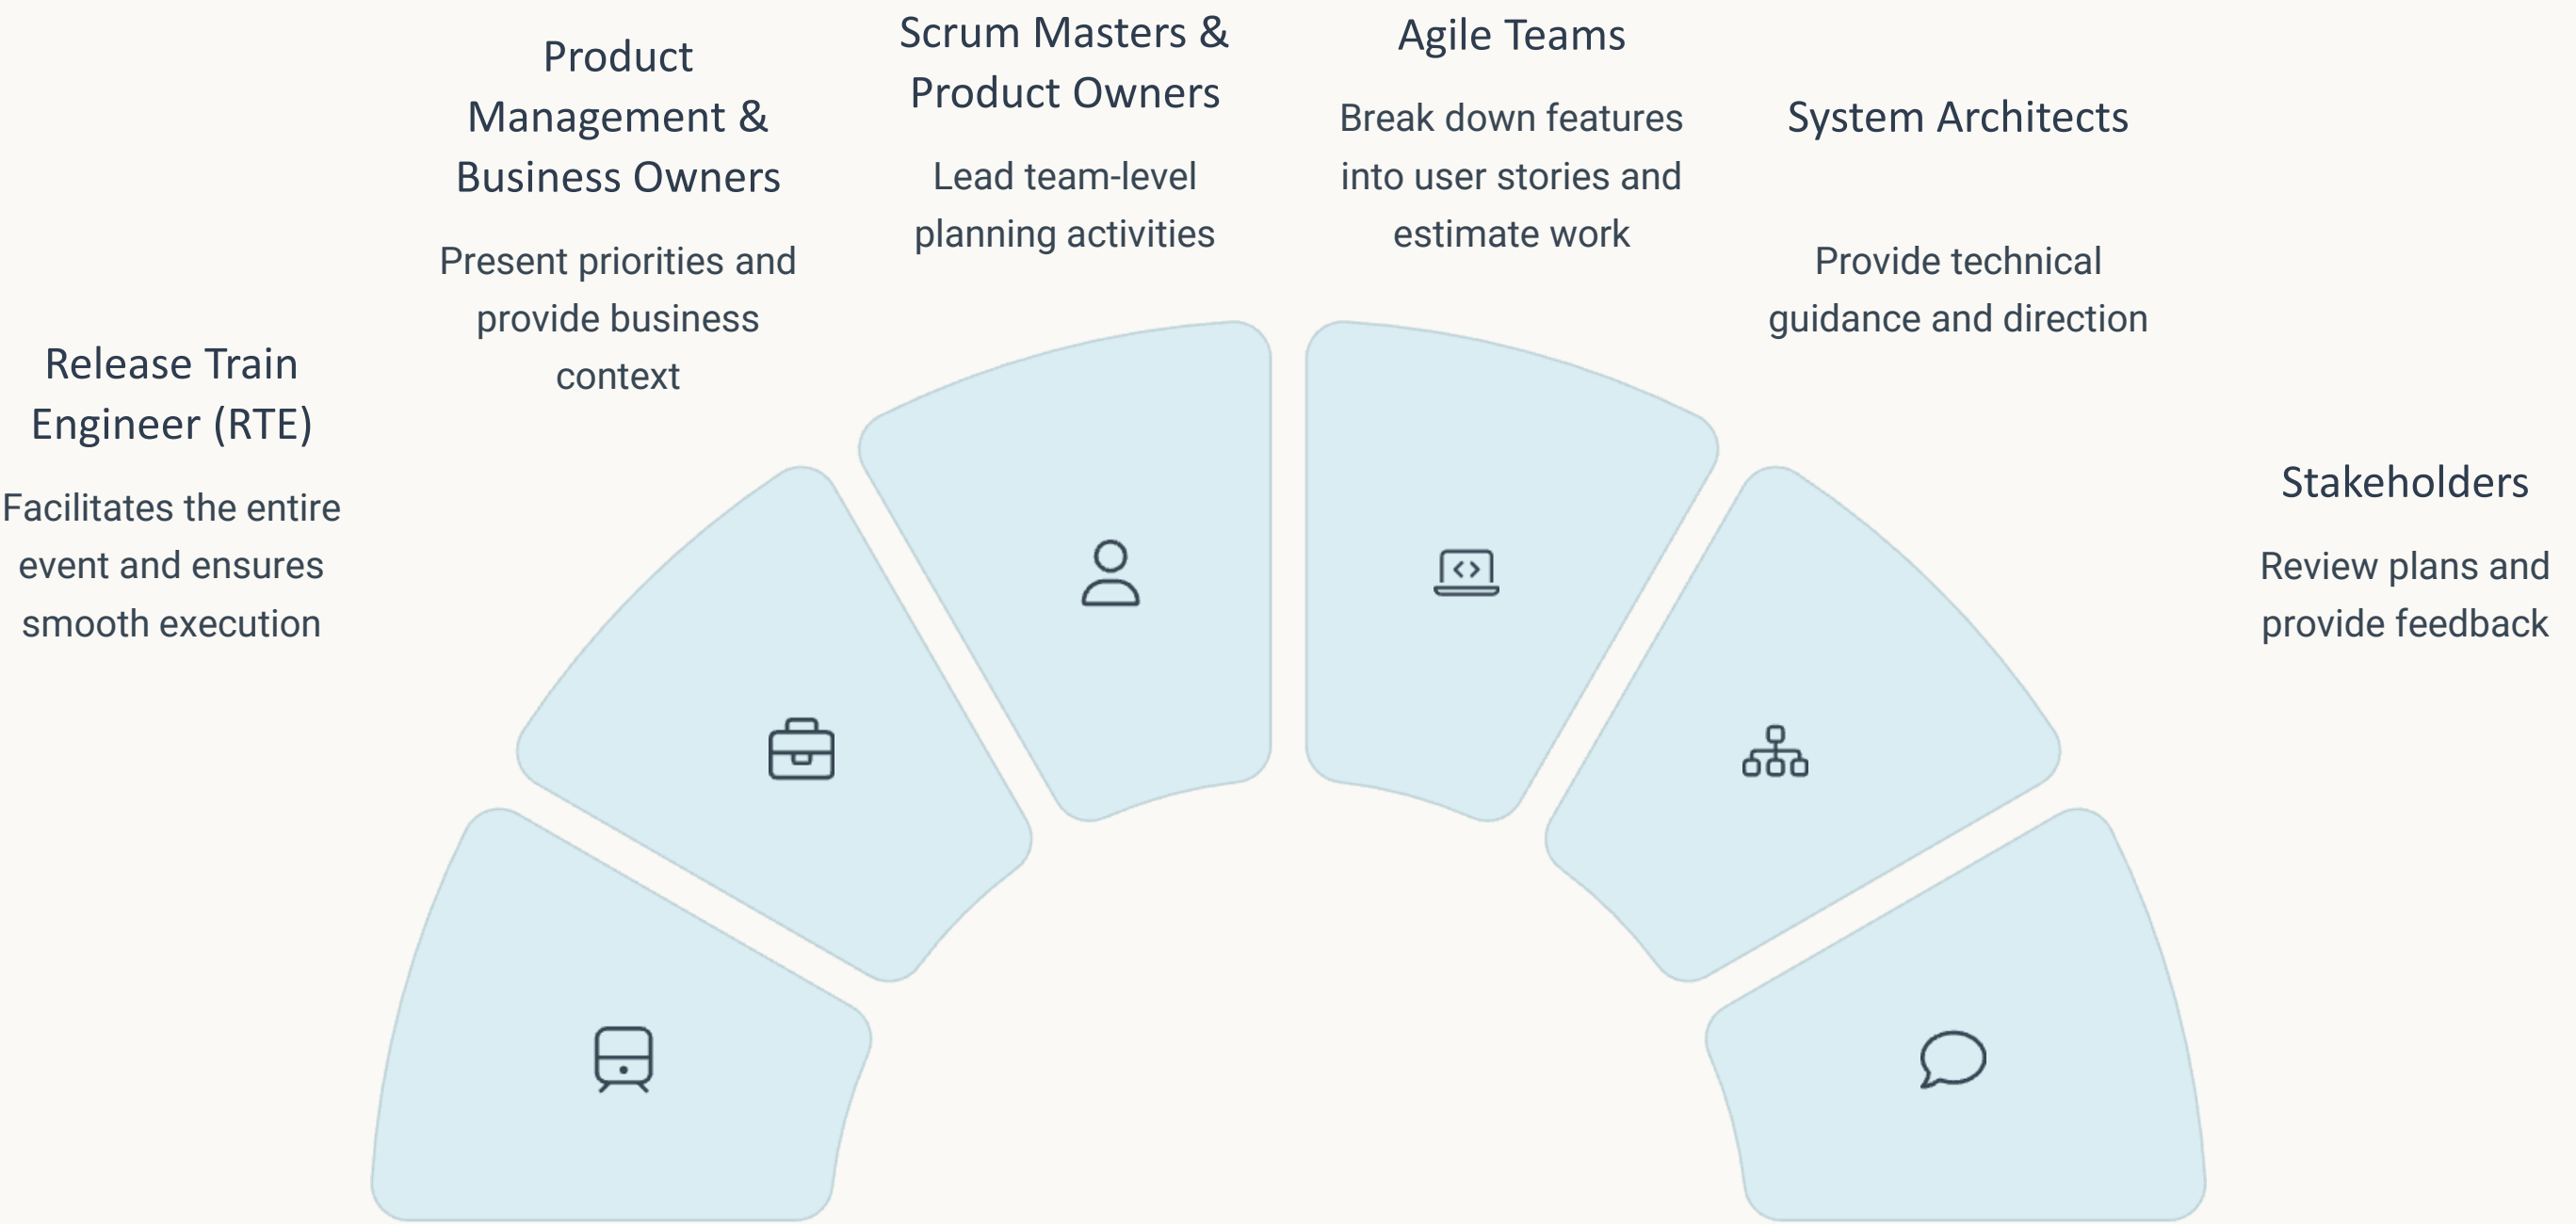 Release Train
Engineer (RTE)
Facilitates the entire
event and ensures
smooth execution
Product
Management &
Business Owners
Present priorities and
provide business
context
Scrum Masters &
Product Owners
Lead team-level
planning activities
Agile Teams
Break down features
into user stories and
estimate work
System Architects
Provide technical
guidance and direction
Stakeholders
Review plans and
provide feedback